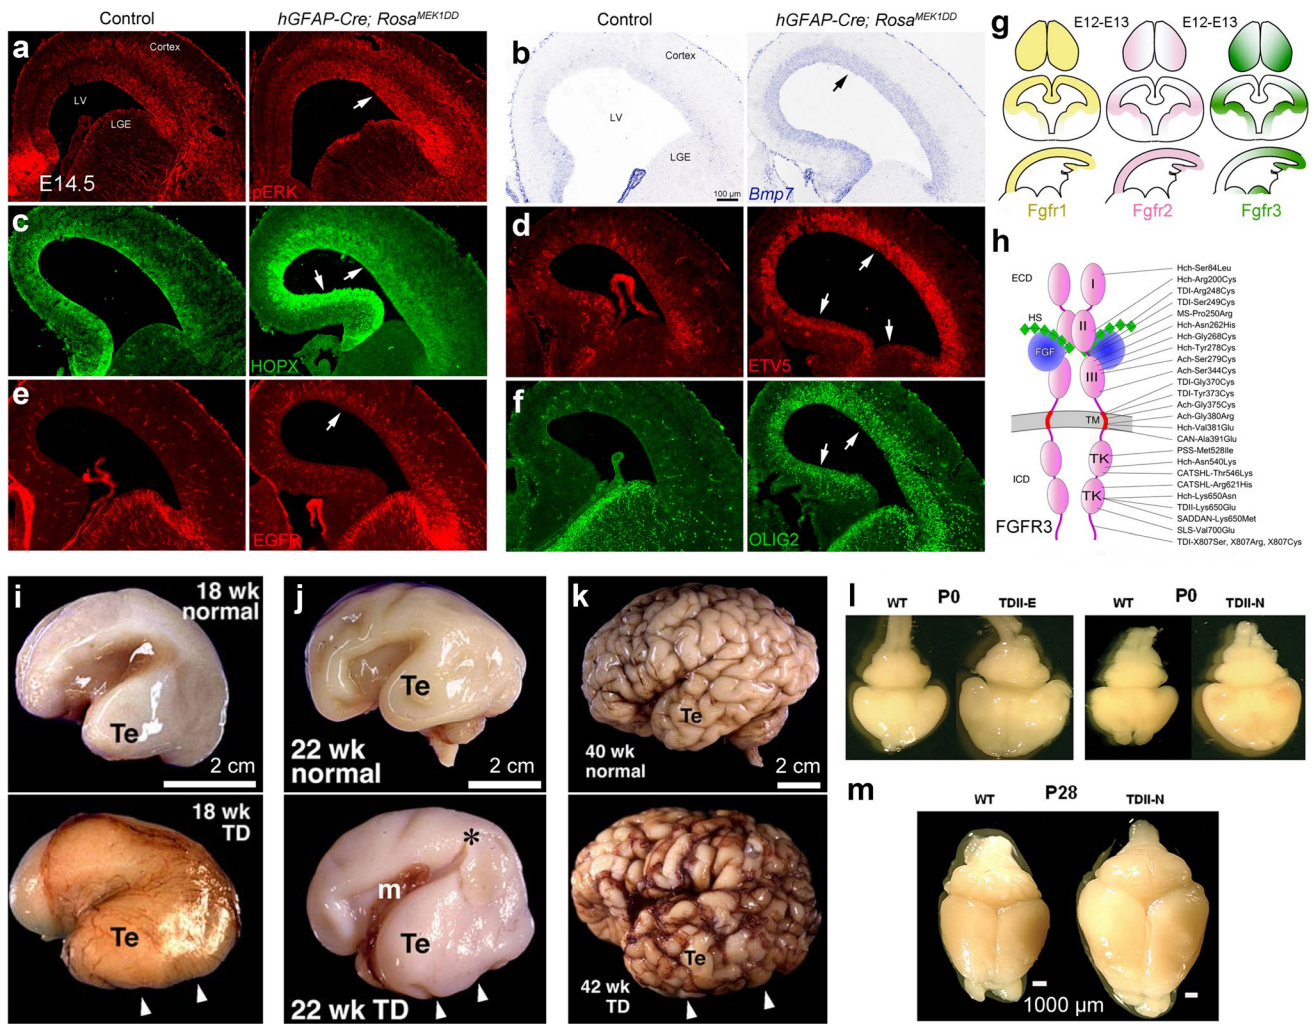 Control
hGFAP-Cre; Rosa^MEK1DD
Control
hGFAP-Cre; Rosa^MEK1DD
a
Cortex
LV
LGE
E14.5
pERK
b
Cortex
LV
LGE
100 µm
Bmp7
c
HOPX
d
ETV5
e
EGFR
f
OLIG2
g
E12-E13
E12-E13
Fgfr1
Fgfr2
Fgfr3
h
ECD
HS
FGF
I
II
III
TM
TK
TK
ICD
FGFR3
Hch-Ser84Leu
Hch-Arg200Cys
TDI-Arg248Cys
TDI-Ser249Cys
MS-Pro250Arg
Hch-Asn262His
Hch-Gly268Cys
Hch-Tyr278Cys
Ach-Ser279Cys
Ach-Ser344Cys
TDI-Gly370Cys
TDI-Tyr373Cys
Ach-Gly375Cys
Ach-Gly380Arg
Hch-Val381Glu
CAN-Ala391Glu
PSS-Met528Ile
Hch-Asn540Lys
CATSHL-Thr546Lys
CATSHL-Arg621His
Hch-Lys650Asn
TDII-Lys650Glu
SADDAN-Lys650Met
SLS-Val700Glu
TDI-X807Ser, X807Arg, X807Cys
i
18 wk
normal
Te
2 cm
18 wk
TD
Te
j
Te
22 wk
normal
2 cm
*
m
Te
22 wk TD
k
Te
40 wk
normal
2 cm
Te
42 wk
TD
l
WT
P0
TDII-E
WT
P0
TDII-N
m
WT
P28
TDII-N
1000 µm